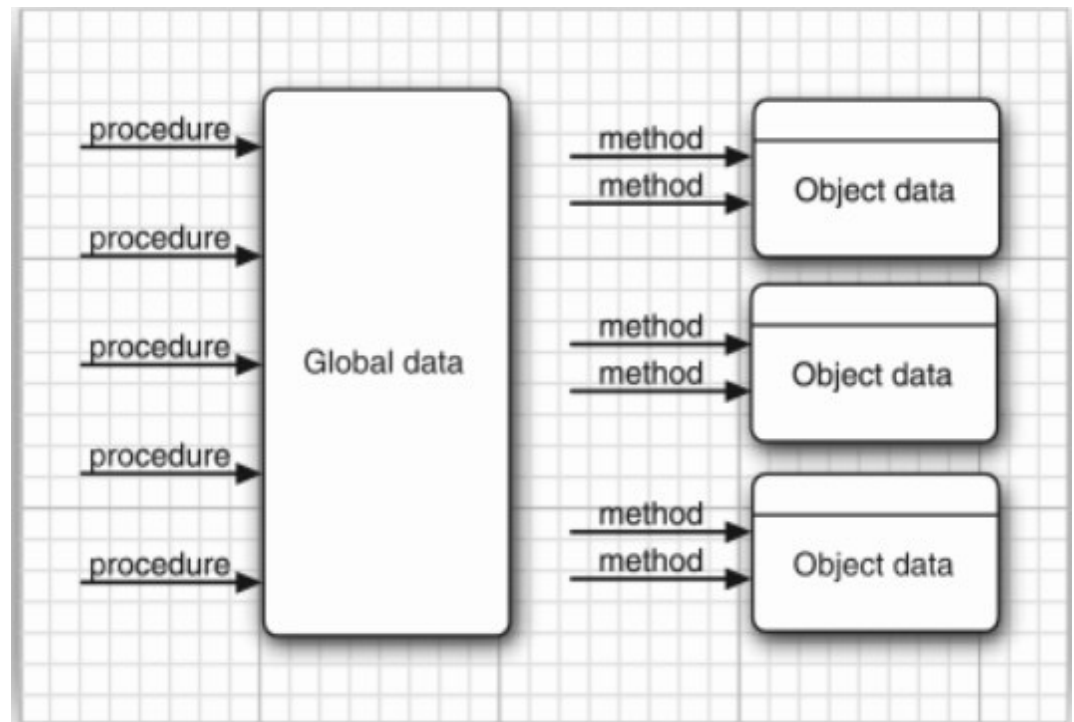 procedure
procedure
procedure
procedure
procedure
Global data
method
method
Object data
method
method
Object data
method
method
Object data